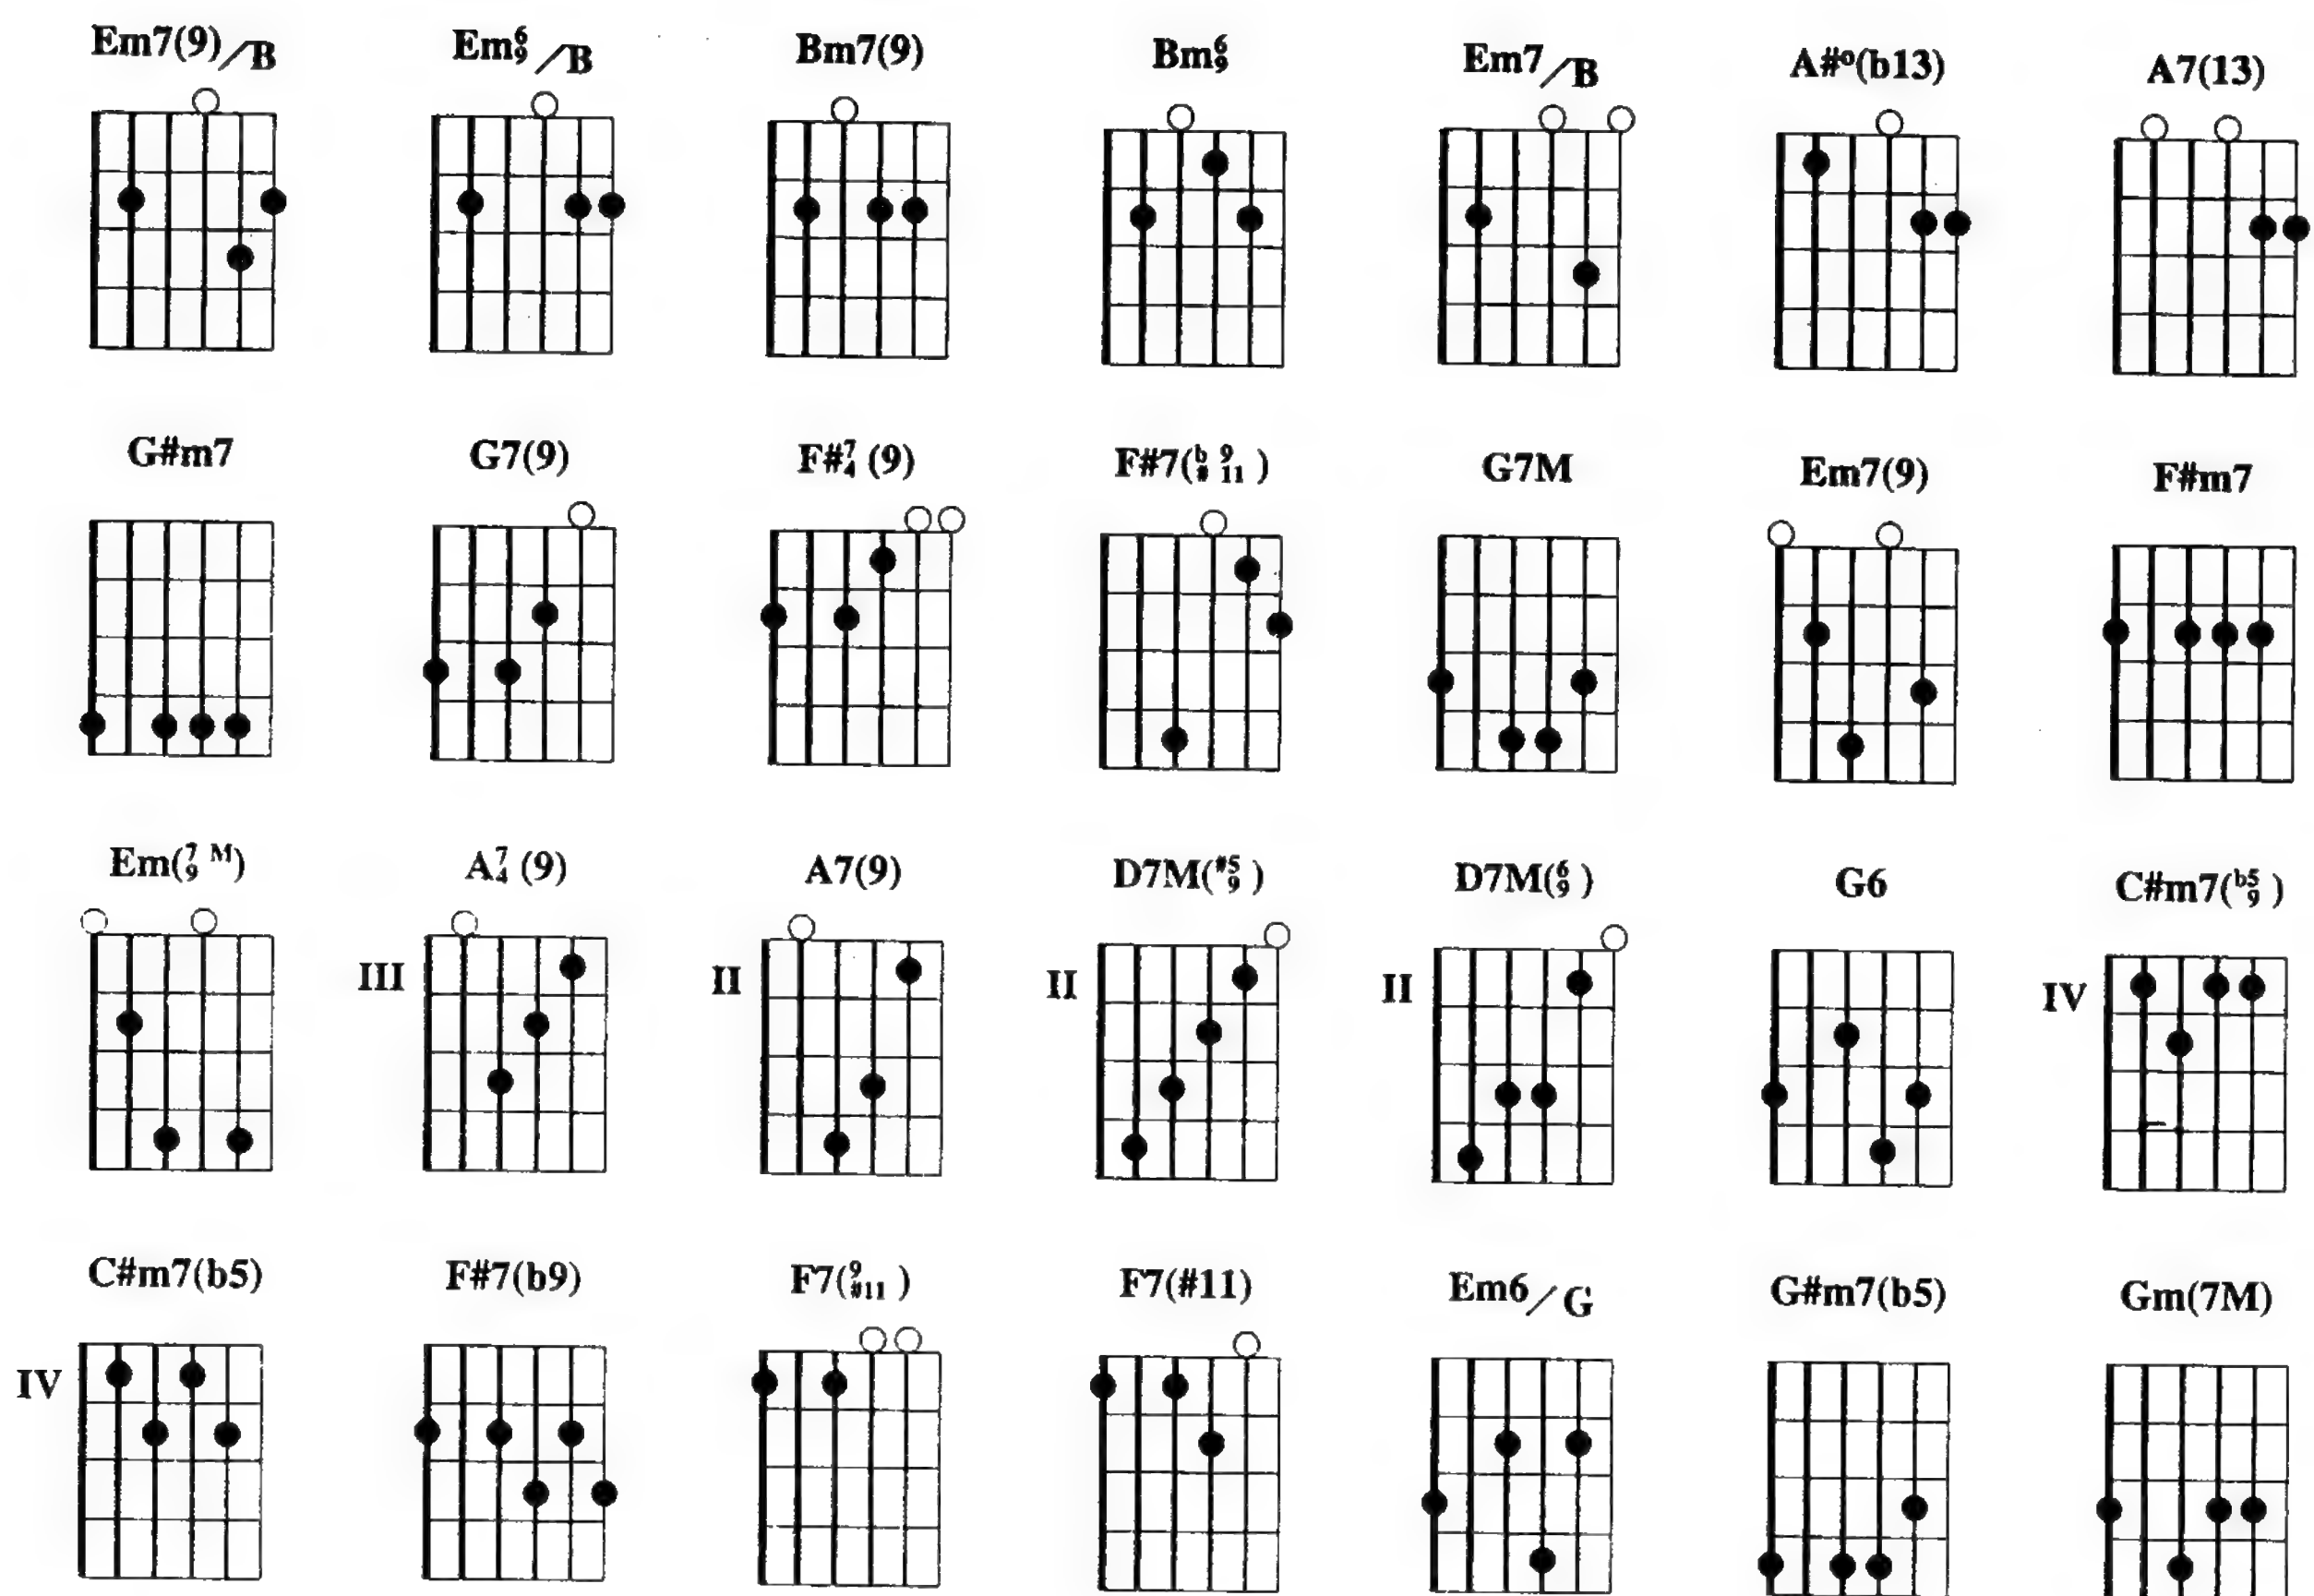 Em7(9)/B Em6/9/B Bm7(9) Bm6/9 Em7/B A#º(b13) A7(13)
G#m7 G7(9) F#7/4(9) F#7(b9/#11) G7M Em7(9) F#m7
Em(7M/9) A7/4(9) A7(9) D7M(#5/9) D7M(6/9) G6 C#m7(b5/9)
III II II II IV
C#m7(b5) F#7(b9) F7(9/#11) F7(#11) Em6/G G#m7(b5) Gm(7M)
IV